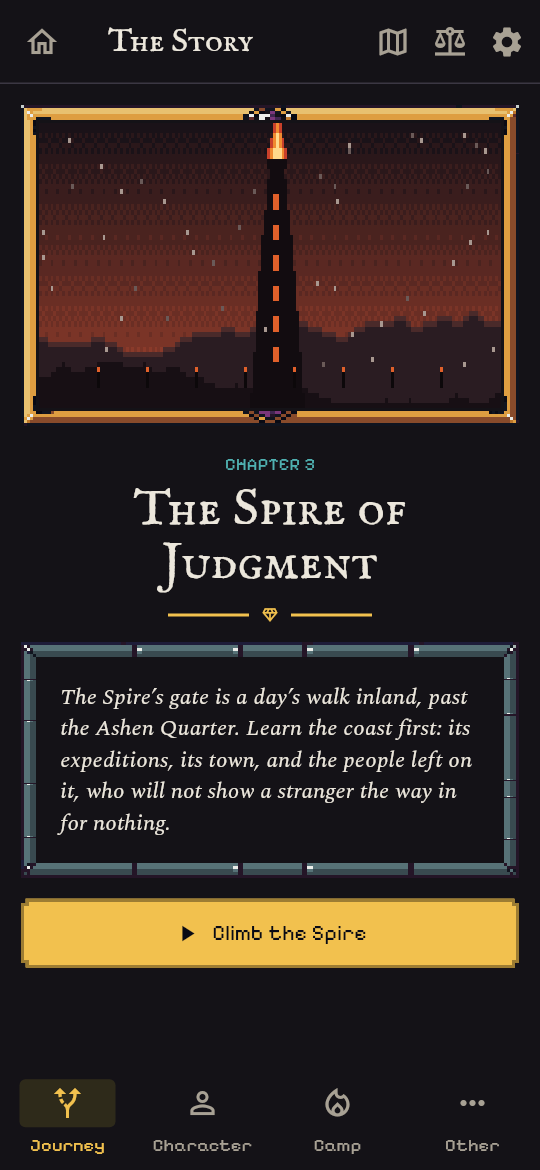 The Story
CHAPTER 3
The Spire of
Judgment
The Spire’s gate is a day’s walk inland, past
the Ashen Quarter. Learn the coast first: its
expeditions, its town, and the people left on
it, who will not show a stranger the way in
for nothing.
Climb the Spire
Journey
Character
Camp
Other